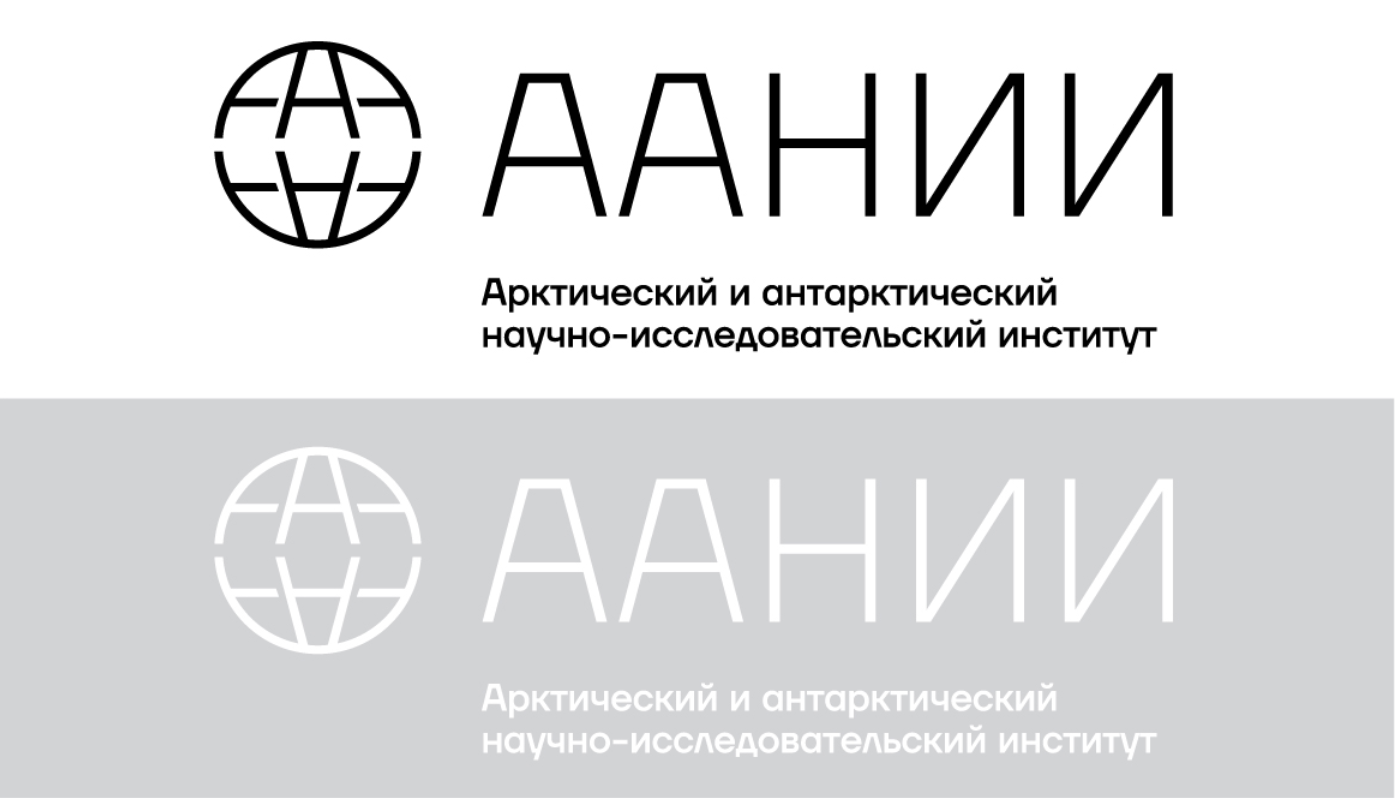 ААНИИ
Арктический и антарктический
научно-исследовательский институт
ААНИИ
Арктический и антарктический
научно-исследовательский институт